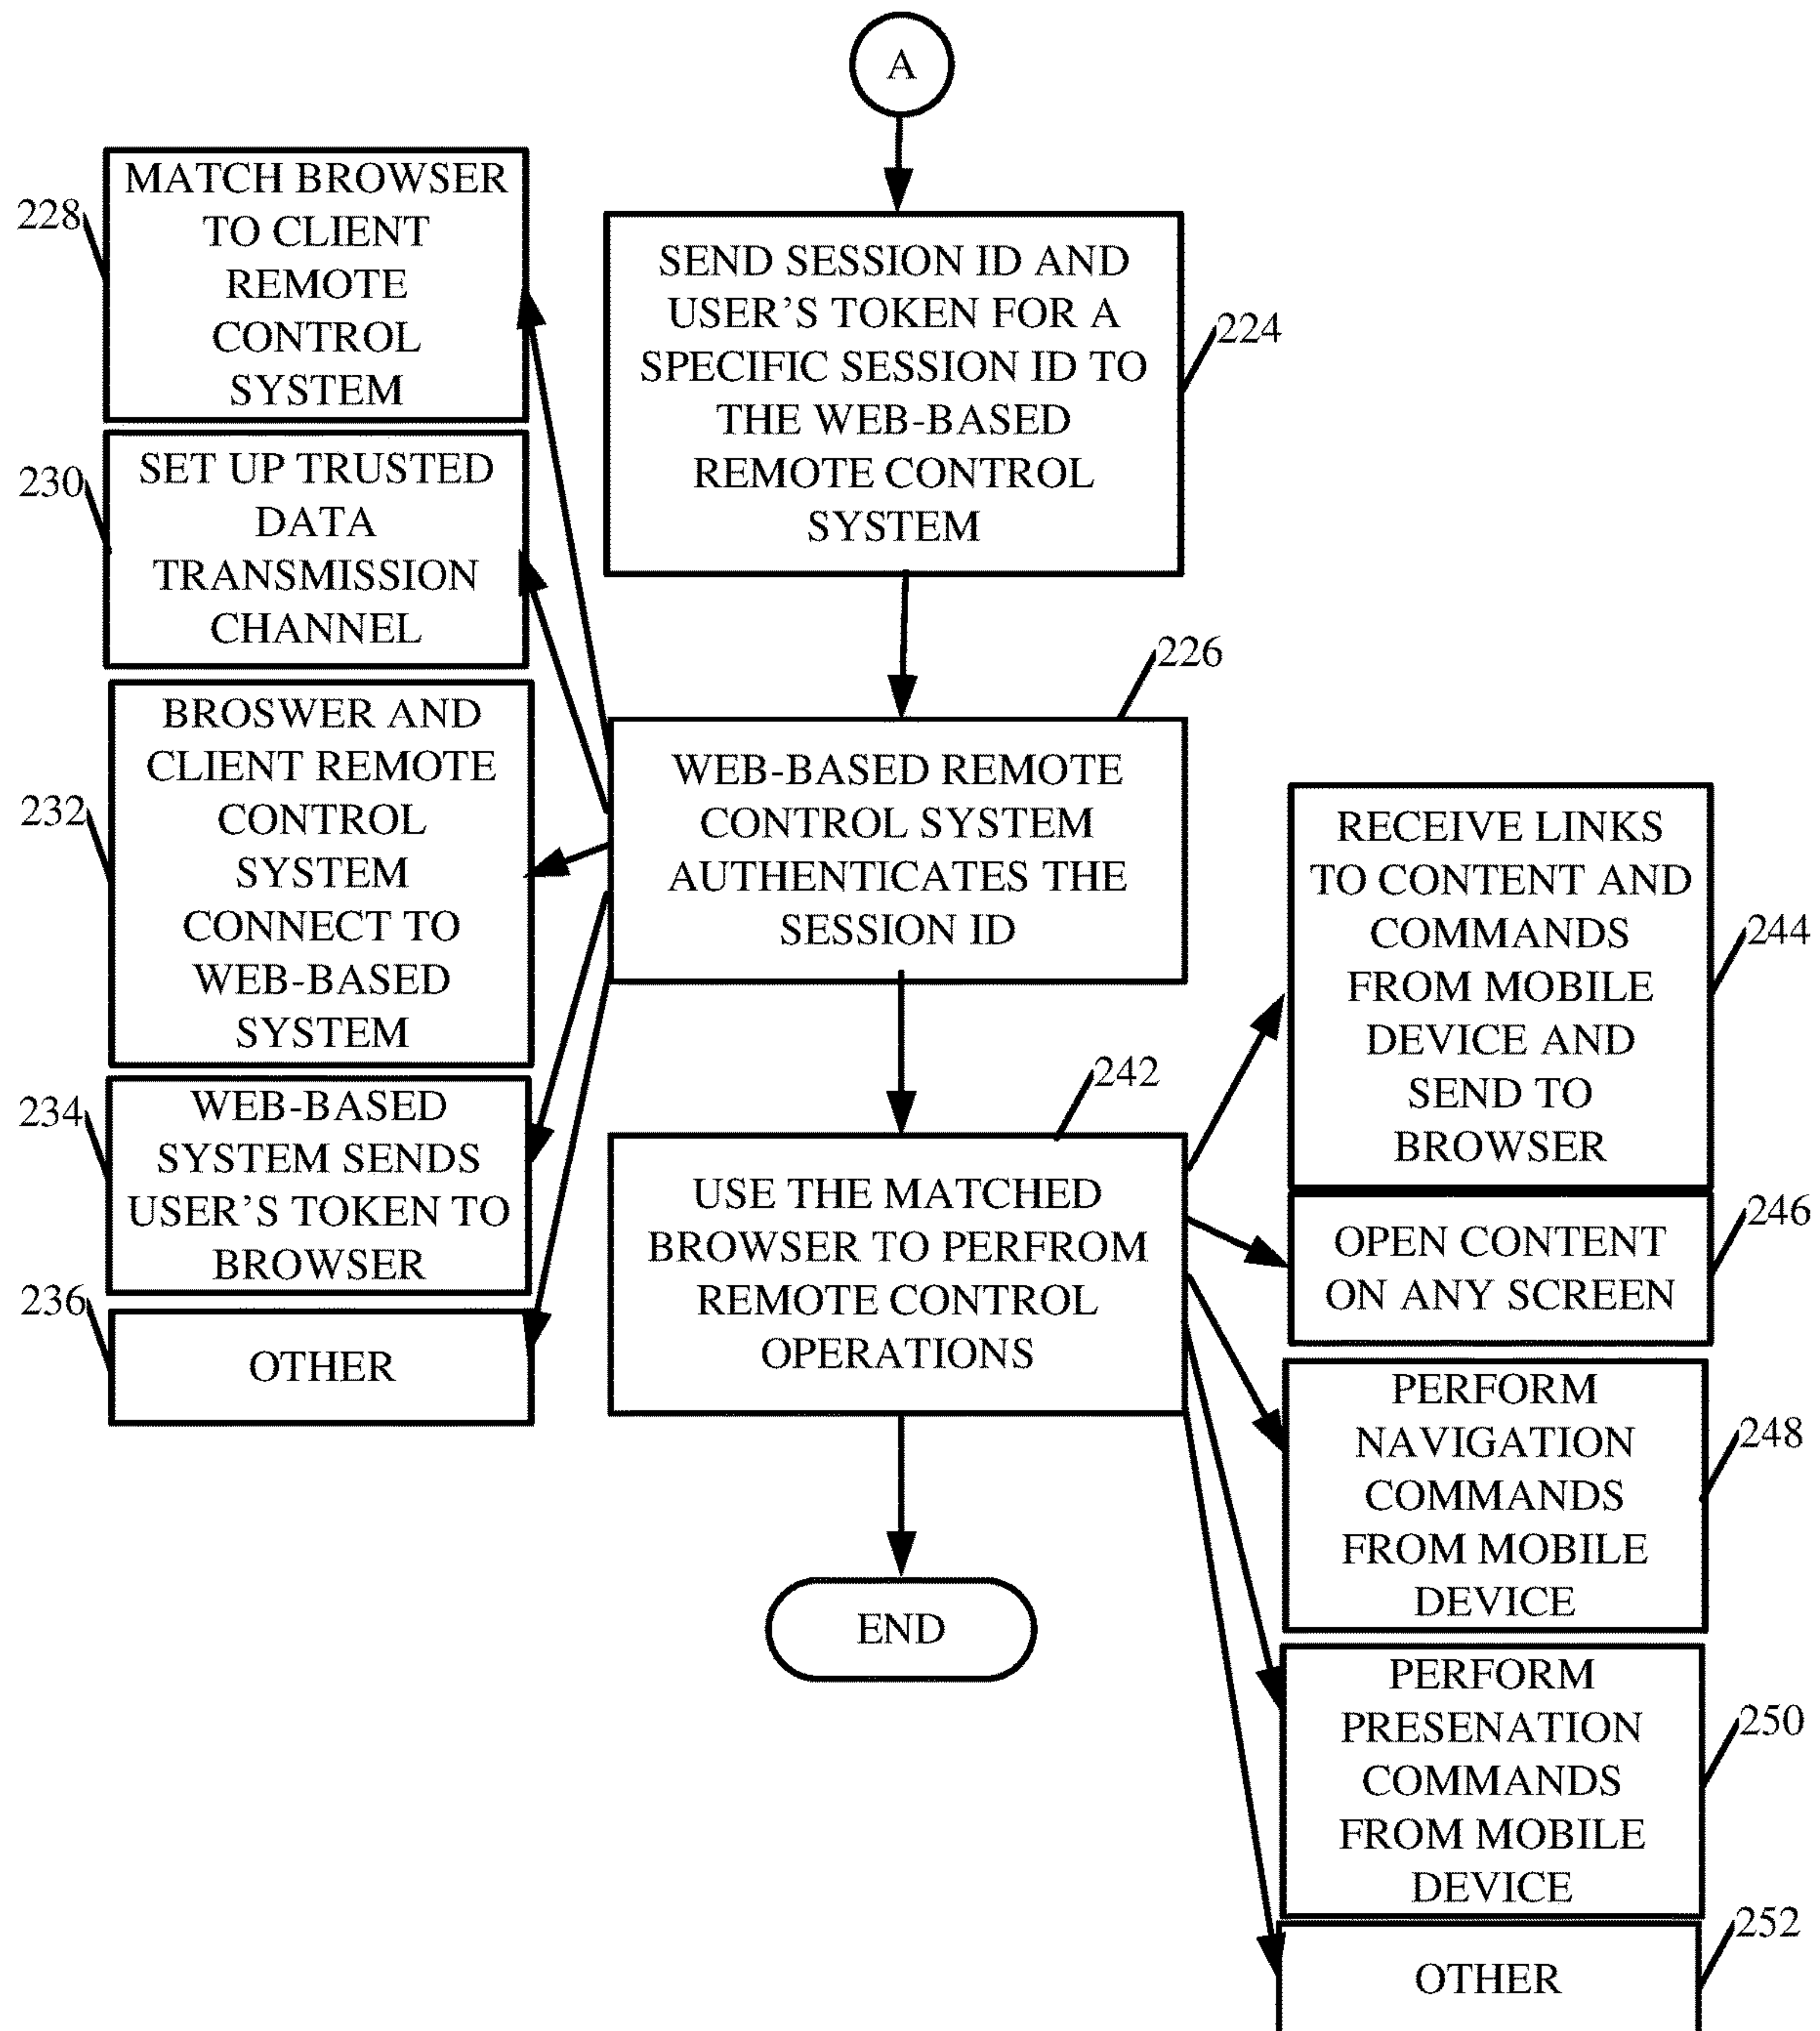 A
SEND SESSION ID AND
USER'S TOKEN FOR A
SPECIFIC SESSION ID TO
THE WEB-BASED
REMOTE CONTROL
SYSTEM
224
228
MATCH BROWSER
TO CLIENT
REMOTE
CONTROL
SYSTEM
230
SET UP TRUSTED
DATA
TRANSMISSION
CHANNEL
226
WEB-BASED REMOTE
CONTROL SYSTEM
AUTHENTICATES THE
SESSION ID
232
BROSWER AND
CLIENT REMOTE
CONTROL
SYSTEM
CONNECT TO
WEB-BASED
SYSTEM
234
WEB-BASED
SYSTEM SENDS
USER'S TOKEN TO
BROWSER
236
OTHER
242
USE THE MATCHED
BROWSER TO PERFROM
REMOTE CONTROL
OPERATIONS
RECEIVE LINKS
TO CONTENT AND
COMMANDS
FROM MOBILE
DEVICE AND
SEND TO
BROWSER
244
OPEN CONTENT
ON ANY SCREEN
246
PERFORM
NAVIGATION
COMMANDS
FROM MOBILE
DEVICE
248
PERFORM
PRESENATION
COMMANDS
FROM MOBILE
DEVICE
250
OTHER
252
END